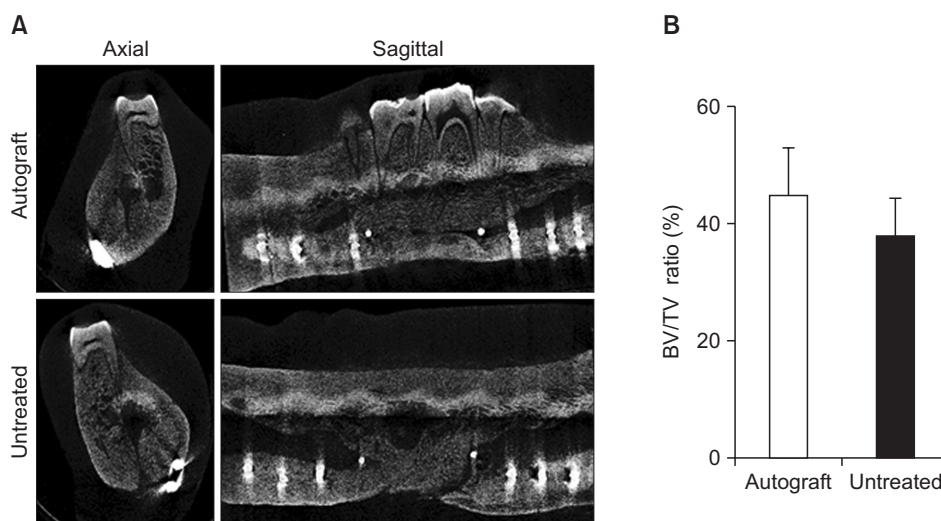 A
Axial
Sagittal
Autograft
Untreated
B
BV/TV ratio (%)
60
40
20
0
Autograft
Untreated